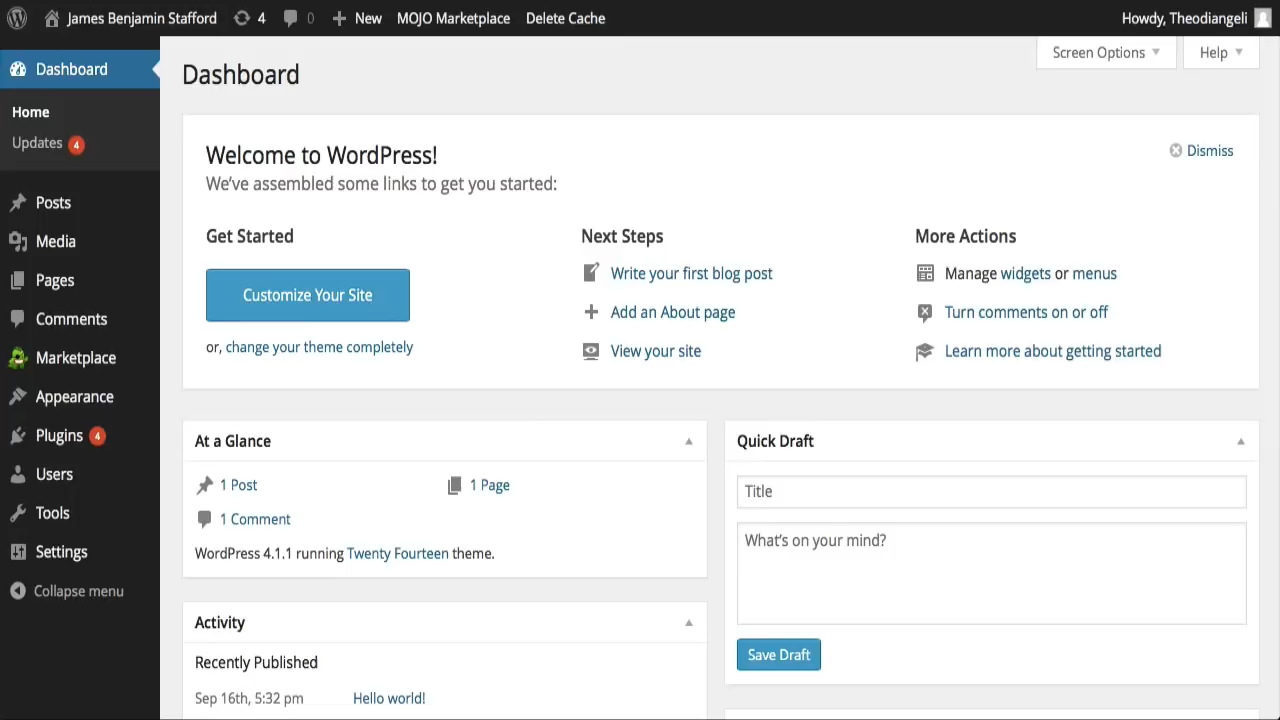 James Benjamin Stafford 4 0 New MOJO Marketplace Delete Cache Howdy, Theodiangeli
Dashboard
Home
Updates 4
Posts
Media
Pages
Comments
Marketplace
Appearance
Plugins 4
Users
Tools
Settings
Collapse menu
Screen Options Help
Dashboard
Welcome to WordPress!
Dismiss
We've assembled some links to get you started:
Get Started
Customize Your Site
or, change your theme completely
Next Steps
Write your first blog post
Add an About page
View your site
More Actions
Manage widgets or menus
Turn comments on or off
Learn more about getting started
At a Glance
1 Post 1 Page
1 Comment
WordPress 4.1.1 running Twenty Fourteen theme.
Activity
Recently Published
Sep 16th, 5:32 pm Hello world!
Quick Draft
Title
What's on your mind?
Save Draft